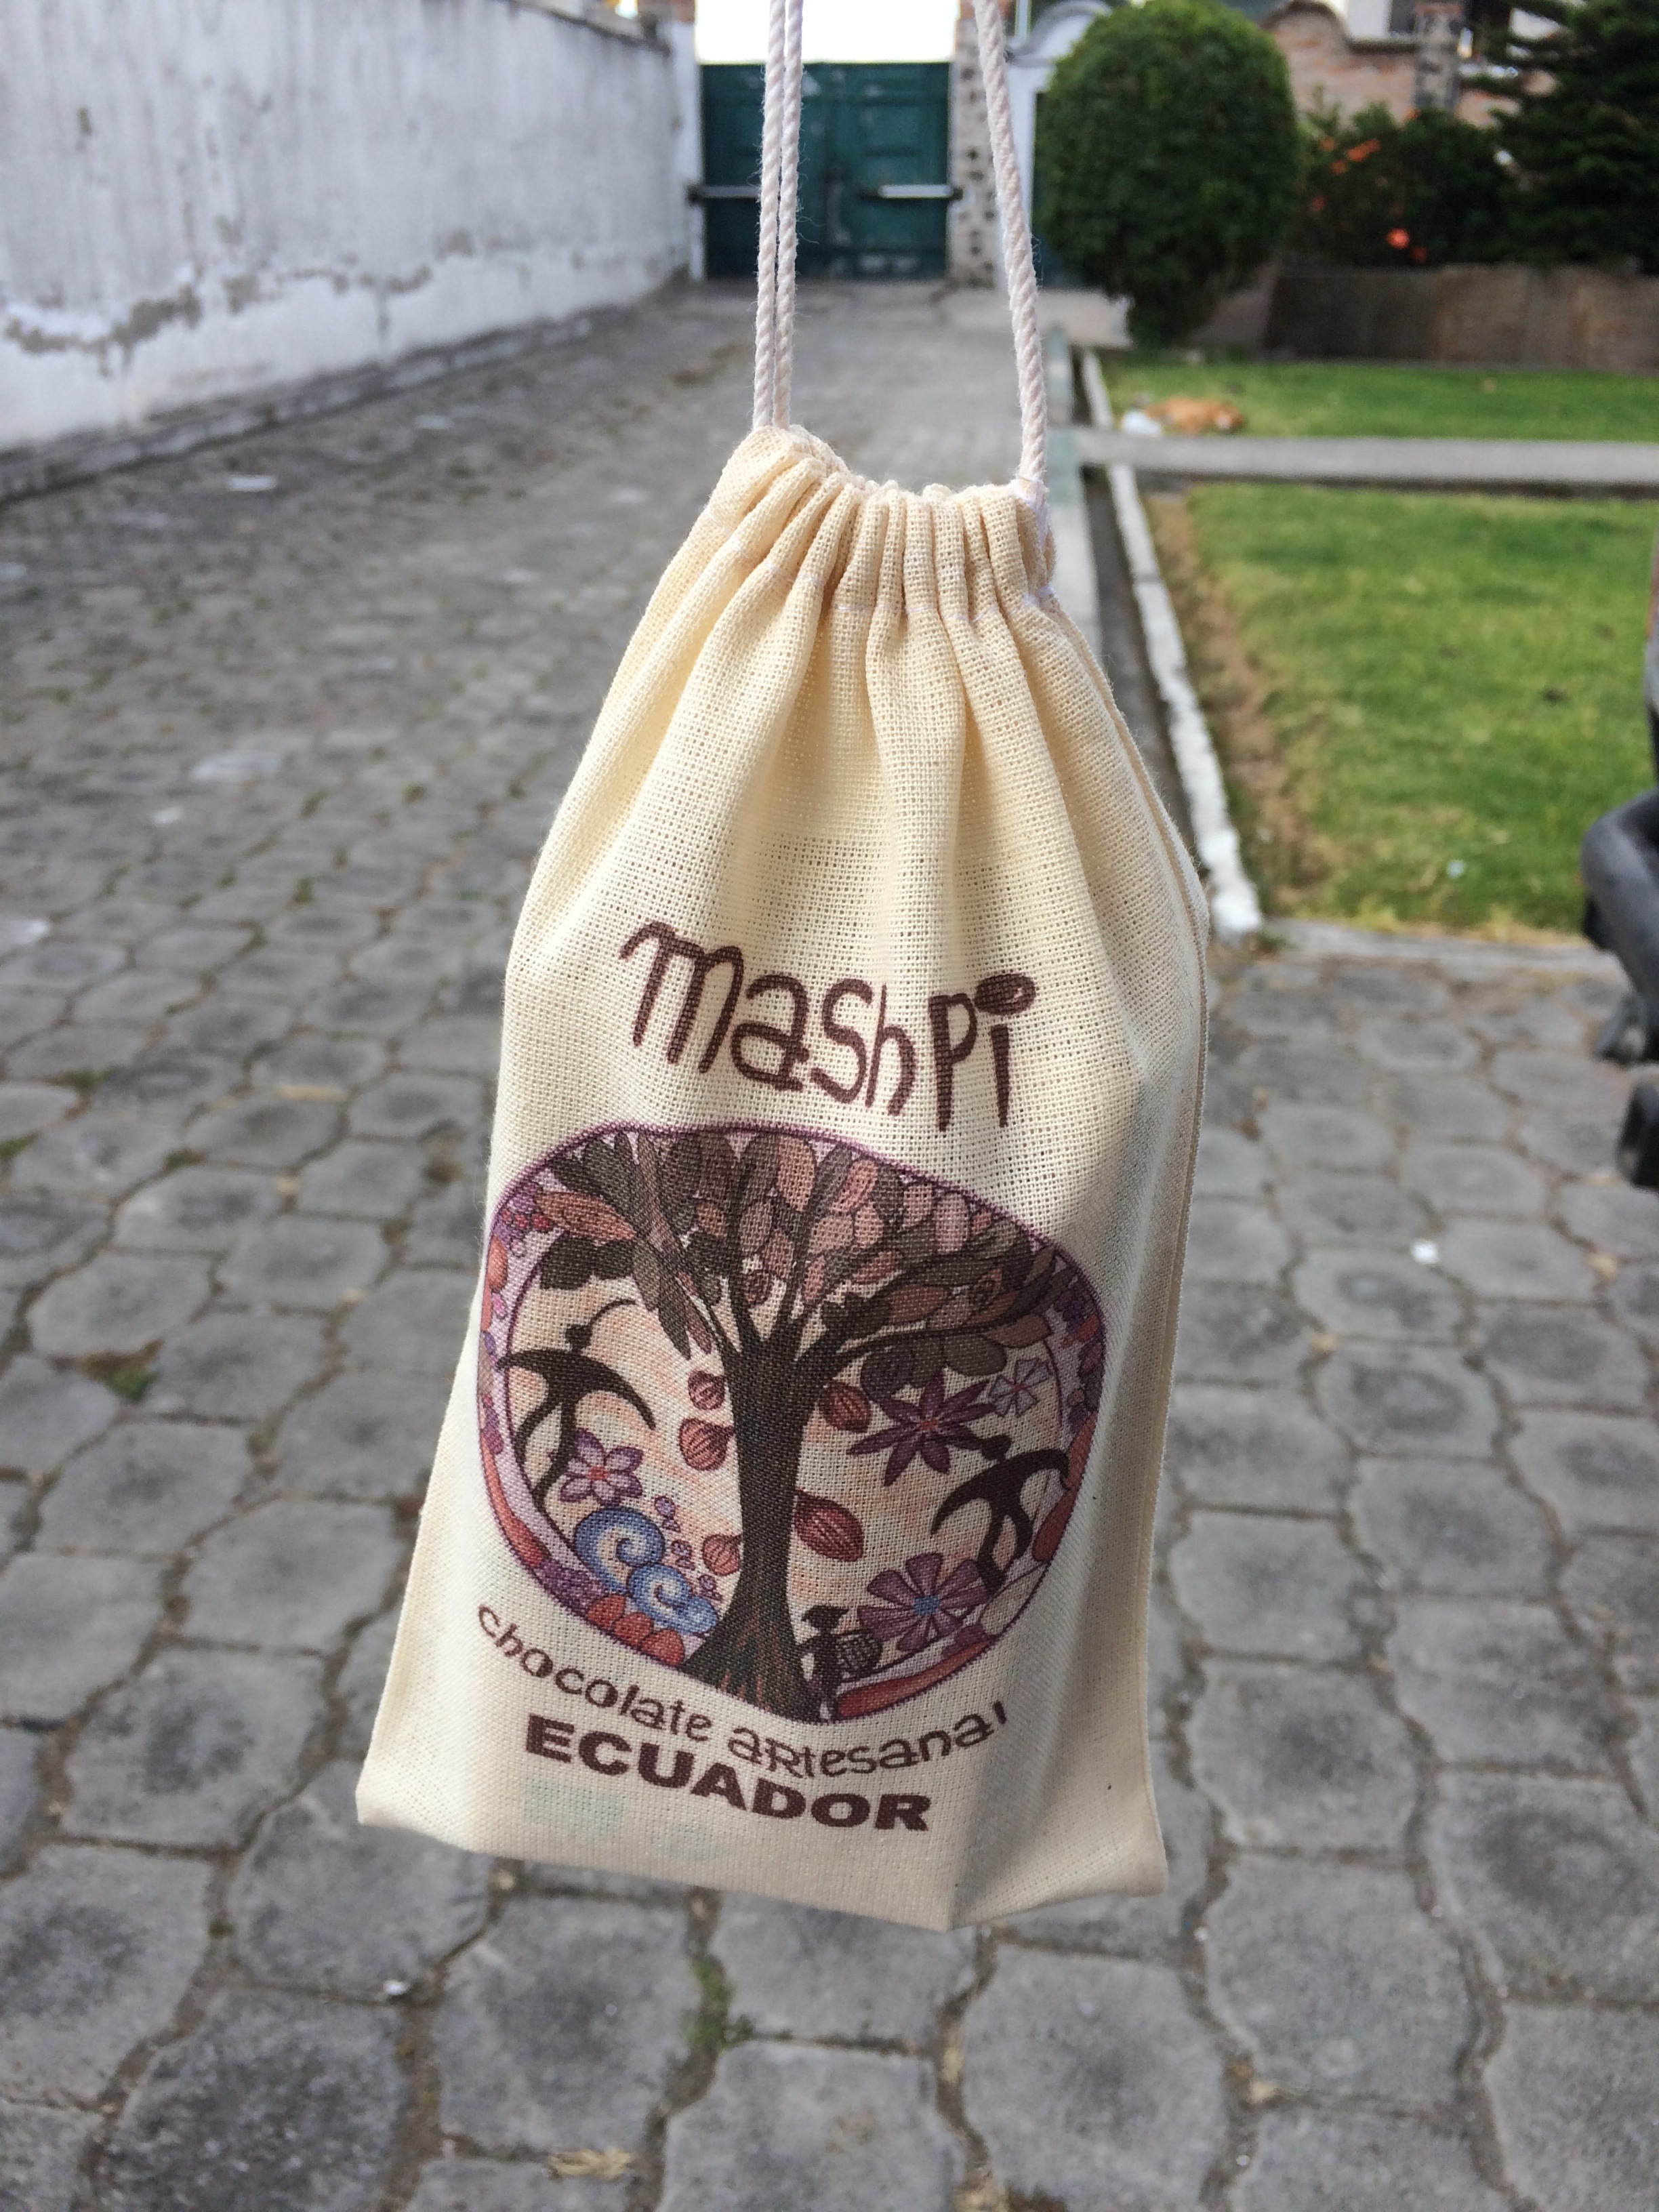 mashpi
chocolate artesanal
ECUADOR